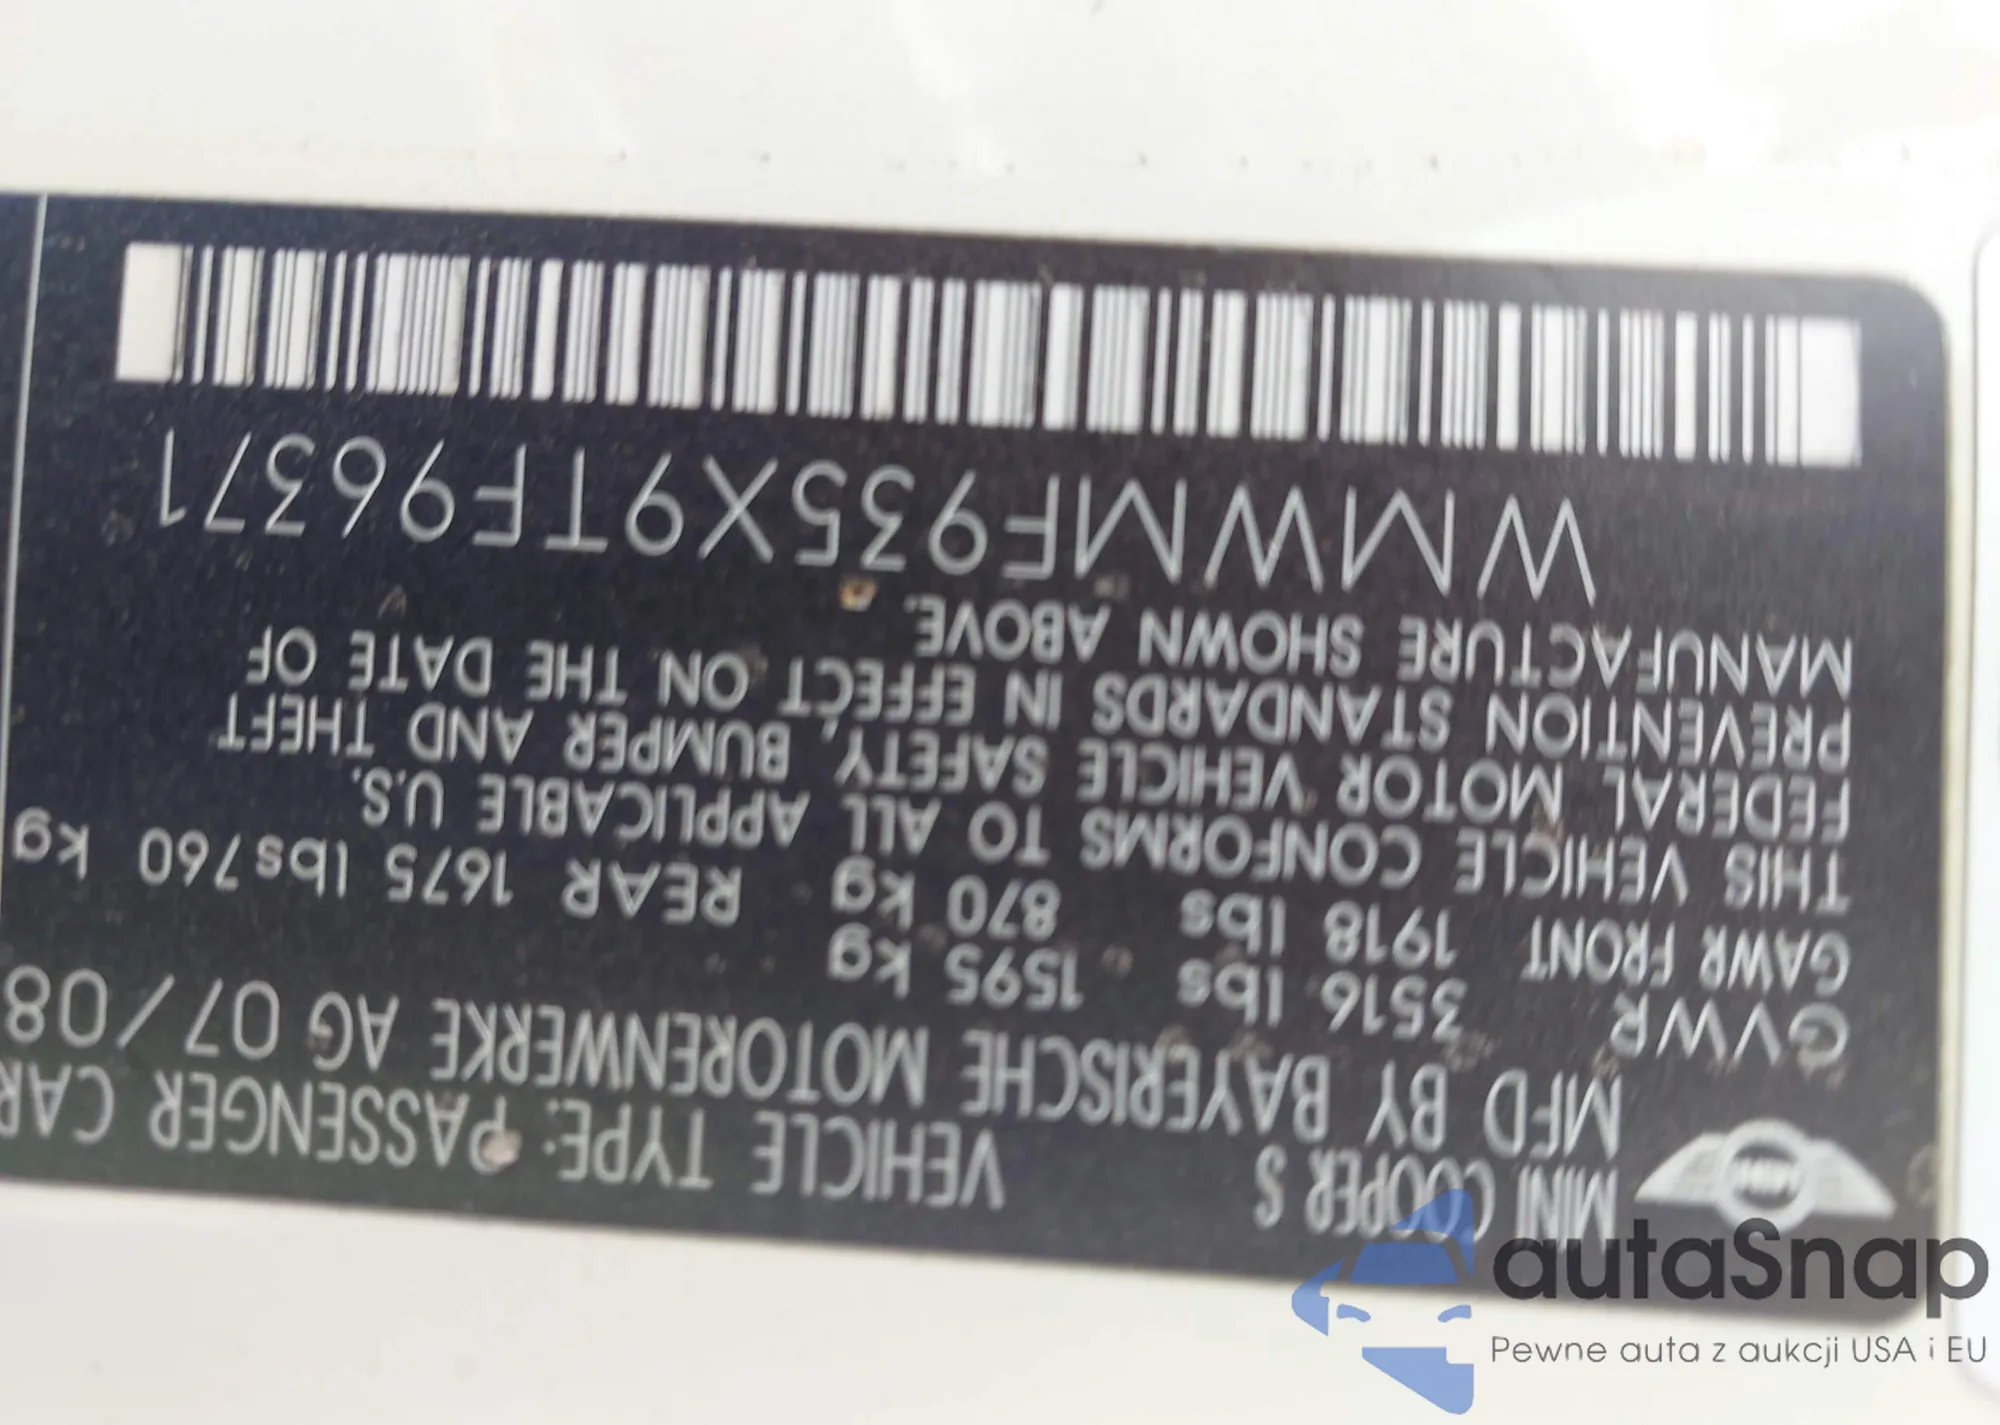 MINI COOPER S VEHICLE TYPE: PASSENGER CAR
MFD BY BAYERISCHE MOTORENWERKE AG 07/08
GVWR 3516 lbs 1595 kg
GAWR FRONT 1918 lbs 870 kg REAR 1675 lbs 760 kg
THIS VEHICLE CONFORMS TO ALL APPLICABLE U.S.
FEDERAL MOTOR VEHICLE SAFETY, BUMPER AND THEFT
PREVENTION STANDARDS IN EFFECT ON THE DATE OF
MANUFACTURE SHOWN ABOVE.
WMWMF935X9TF96371
MINI
autaSnap
Pewne auta z aukcji USA i EU